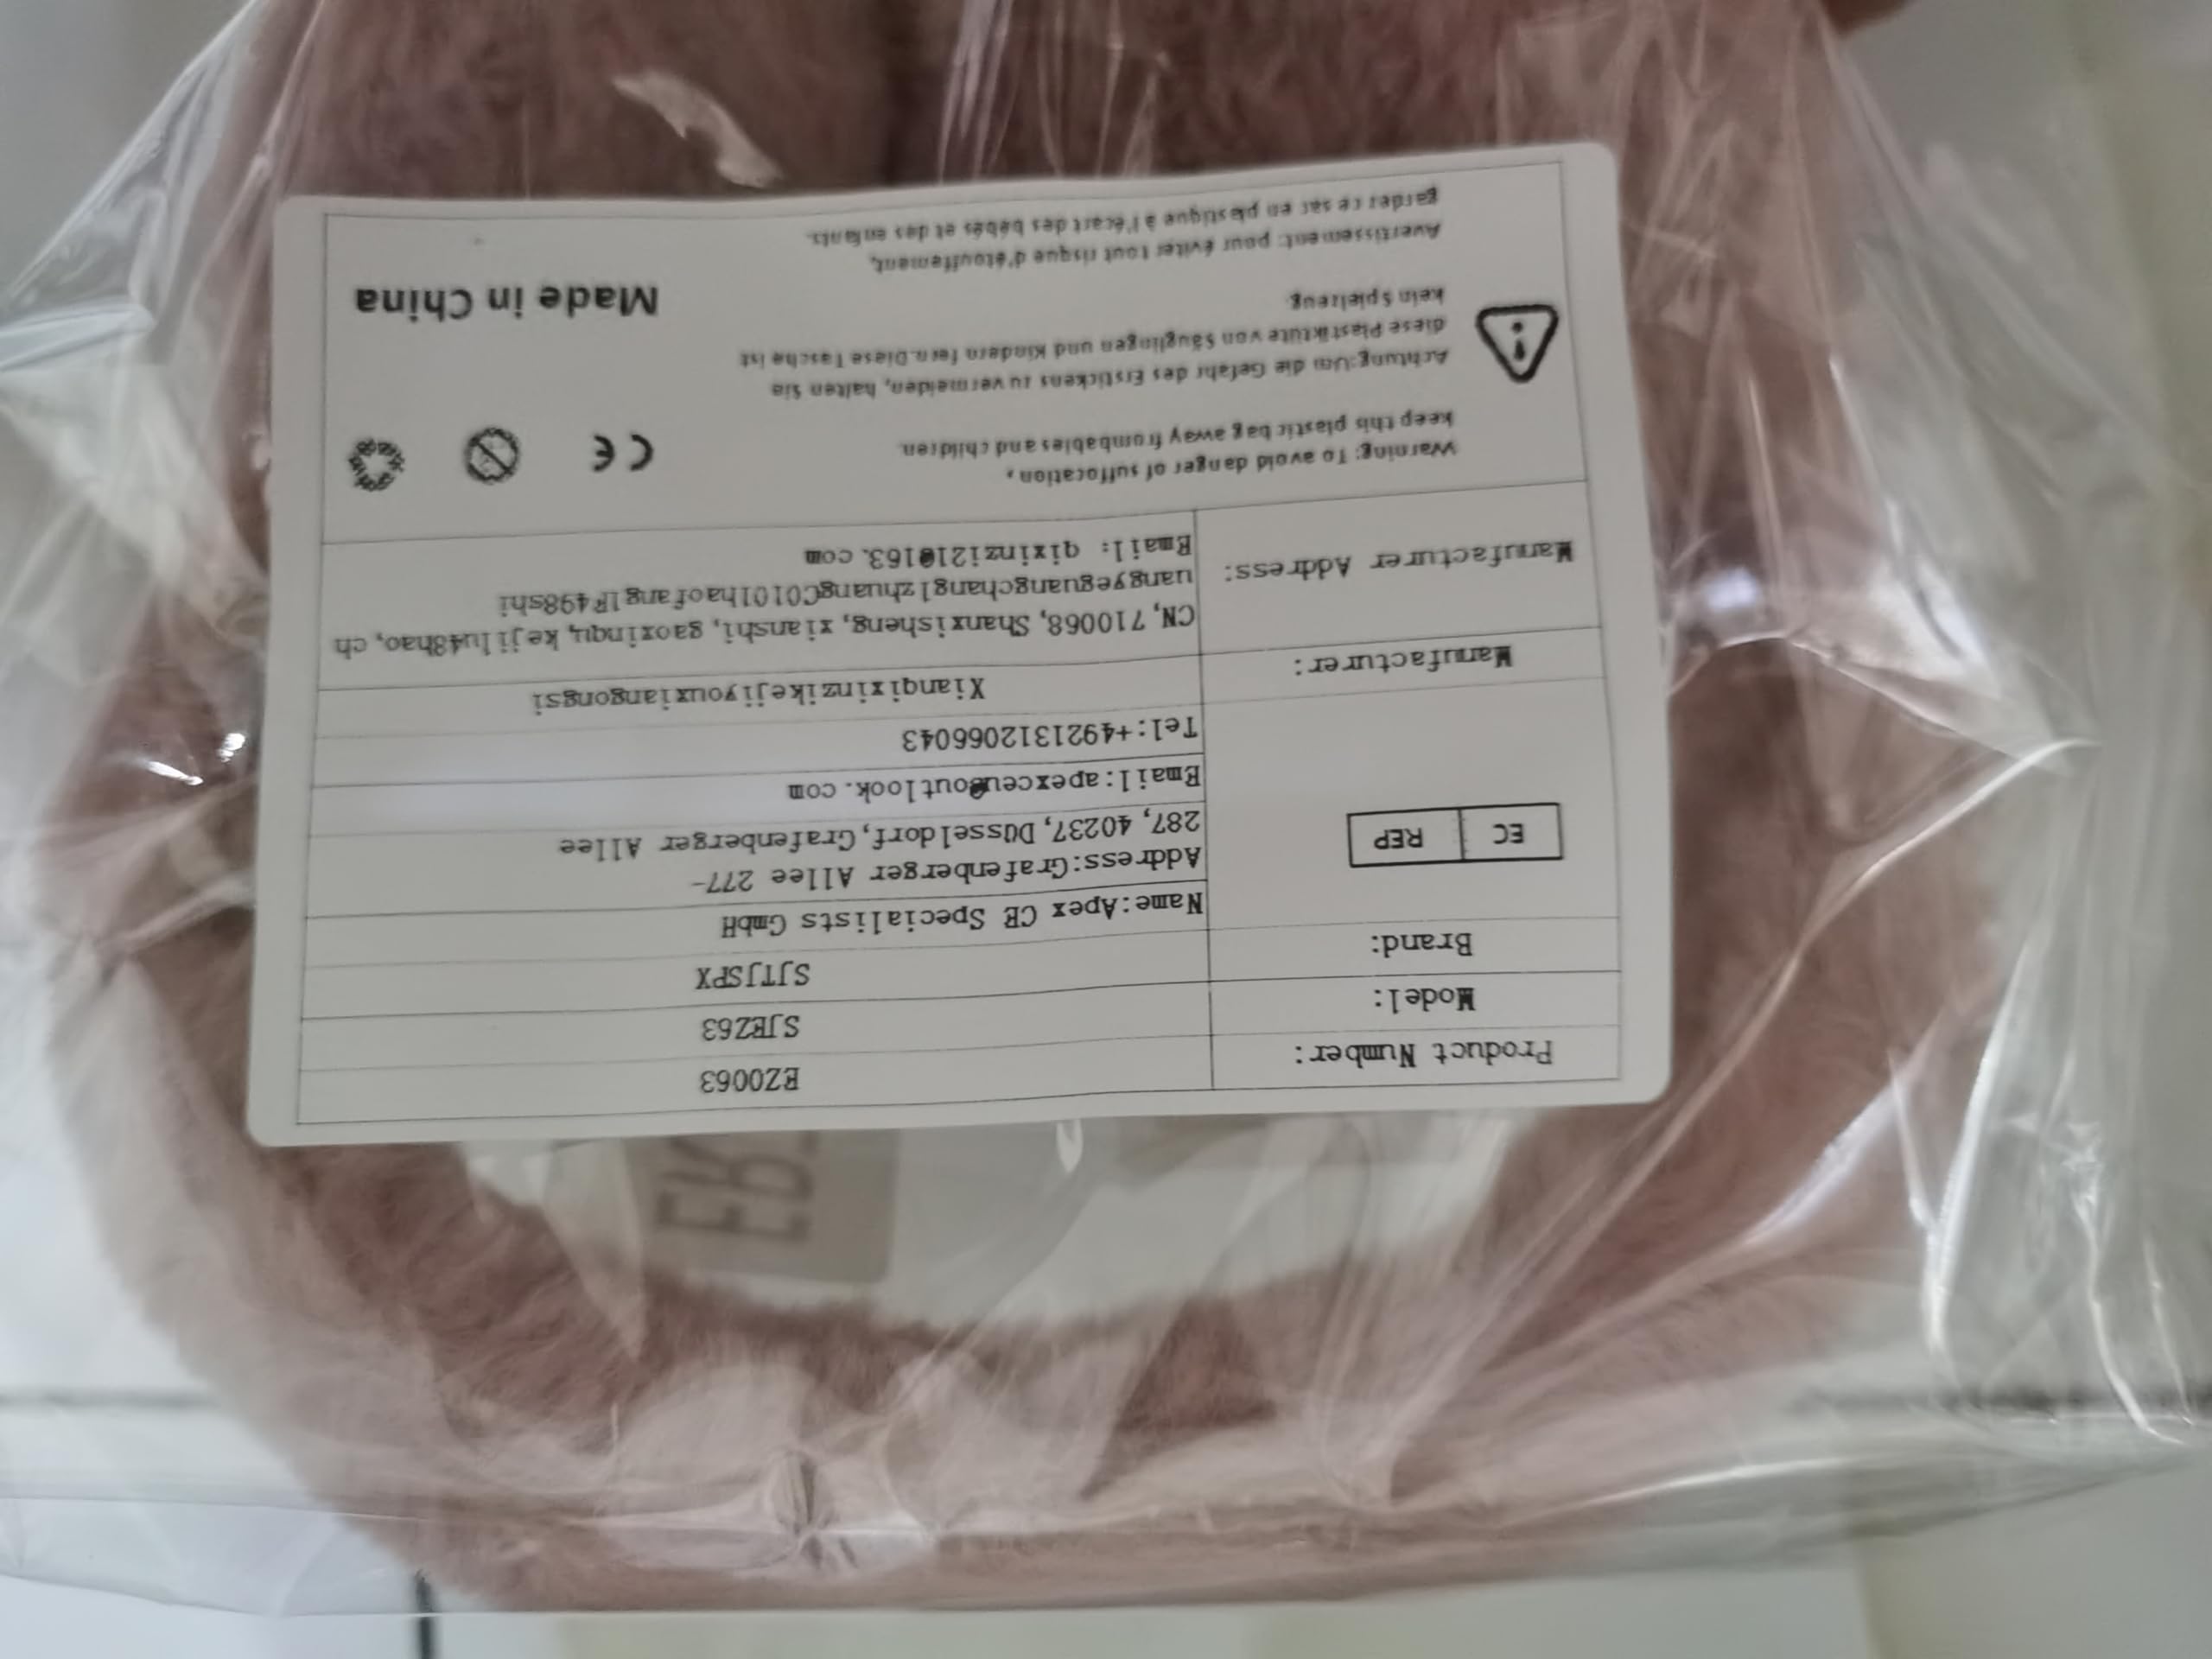 Product Number: EZ0063
Model: SJEZ63
Brand: SJTJSPX
EC REP
Name:Apex CE Specialists GmbH
Address:Grafenberger Allee 277-
287, 40237, Düsseldorf,Grafenberger Allee
Email:apexceu@outlook.com
Tel:+4921312066043
Manufacturer: Xianqixinzikejiyouxiangongsi
Manufacturer Address:
CN, 710068, Shanxisheng, xianshi, gaoxinqu, kejilu48hao, ch
uangyeguangchang1zhuangC0101haofang1F498shi
Email: qixinzi21@163.com
Warning: To avoid danger of suffocation,
keep this plastic bag away frombabies and children.
Achtung:Um die Gefahr des Erstickens zu vermeiden, halten Sie
diese Plastiktüte von Säuglingen und Kindern fern.Diese Tasche ist
kein Spielzeug.
Avertissement: pour éviter tout risque d'étouffement,
garder ce sac en plastique à l'écart des bébés et des enfants.
CE
Made in China